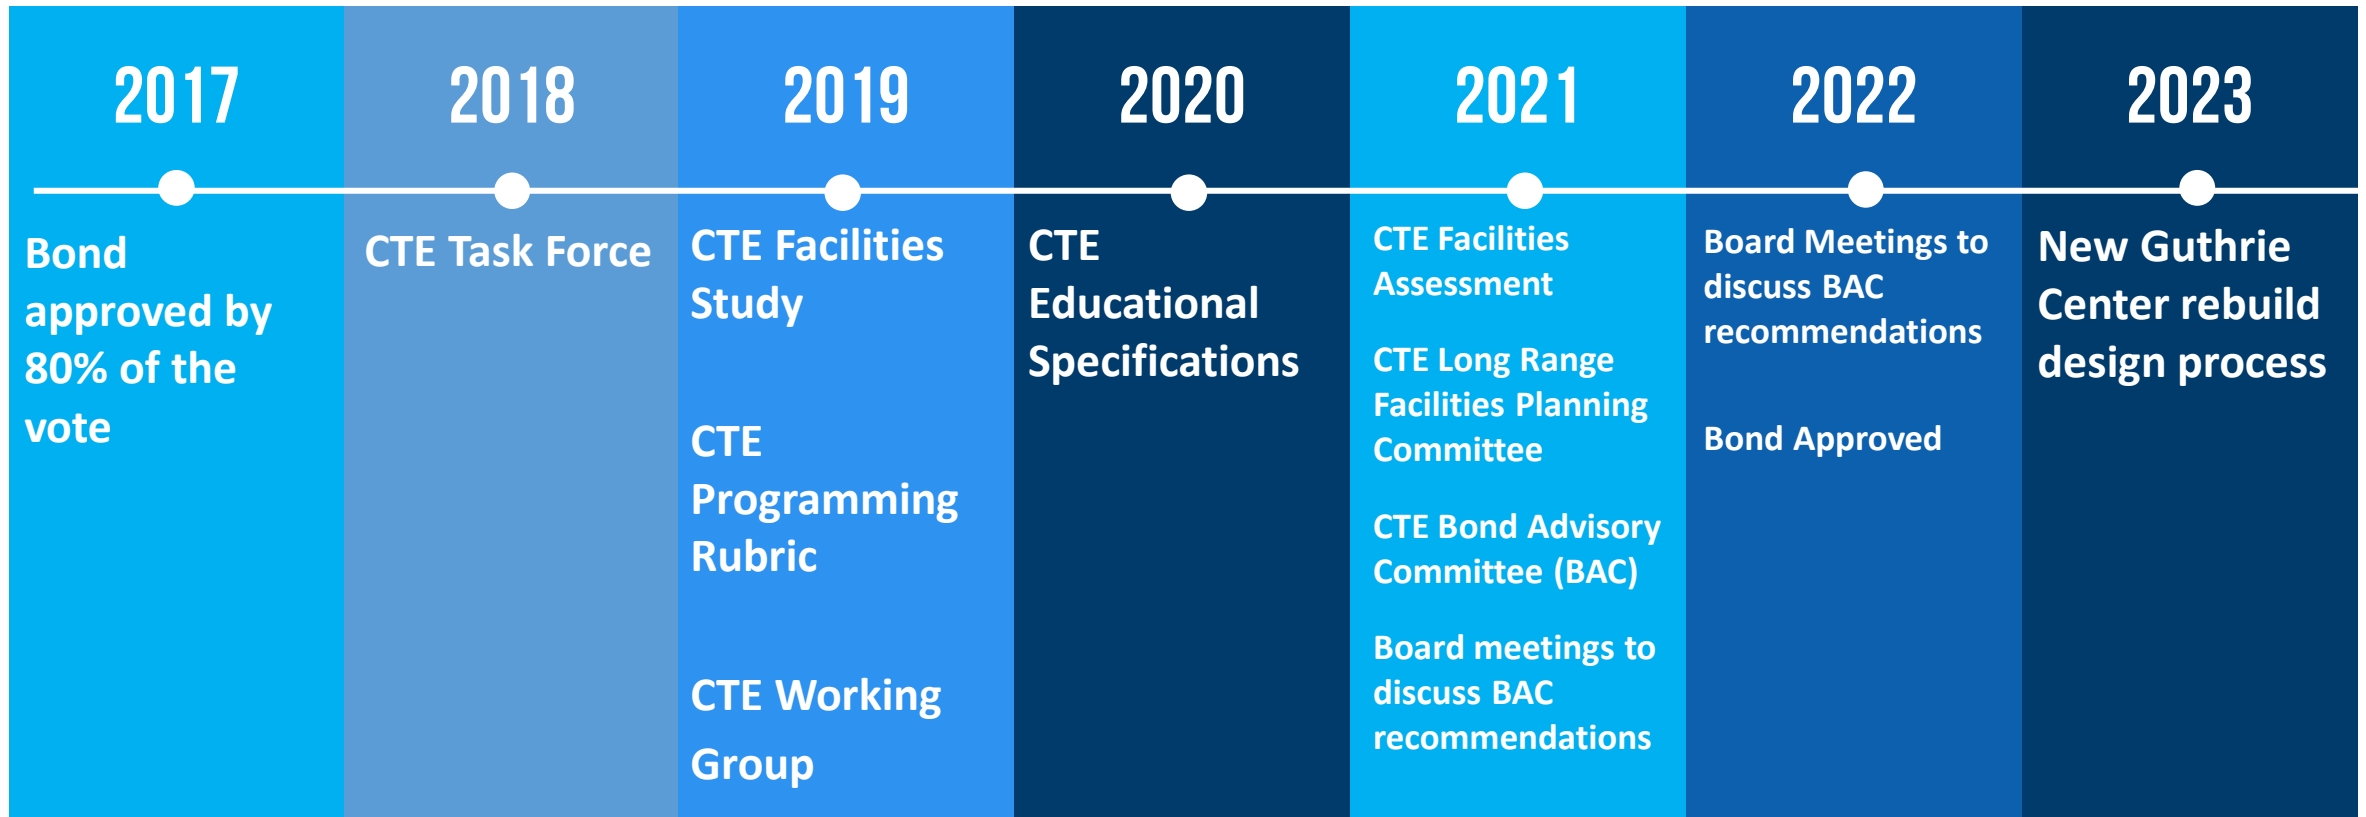 2017
Bond
approved by
80% of the
vote
2018
CTE Task Force
2019
CTE Facilities
Study
CTE
Programming
Rubric
CTE Working
Group
2020
CTE
Educational
Specifications
2021
CTE Facilities
Assessment
CTE Long Range
Facilities Planning
Committee
CTE Bond Advisory
Committee (BAC)
Board meetings to
discuss BAC
recommendations
2022
Board Meetings to
discuss BAC
recommendations
Bond Approved
2023
New Guthrie
Center rebuild
design process